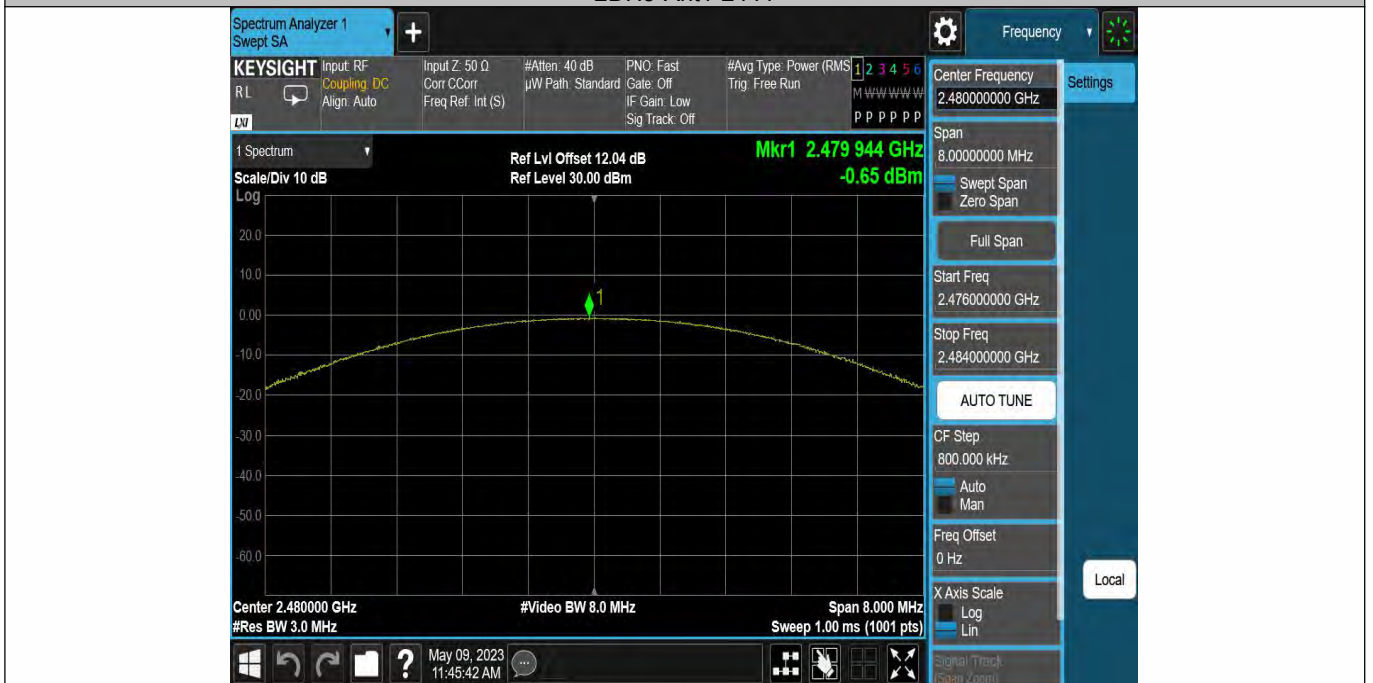 Spectrum Analyzer 1
Swept SA
+
Frequency
KEYSIGHT
RL
LXI
Input: RF
Coupling: DC
Align: Auto
Input Z: 50 Ω
Corr CCorr
Freq Ref: Int (S)
#Atten: 40 dB
µW Path: Standard
PNO: Fast
Gate: Off
IF Gain: Low
Sig Track: Off
#Avg Type: Power (RMS
Trig: Free Run
1 2 3 4 5 6
M W W W W W
P P P P P P
Center Frequency
2.480000000 GHz
Settings
Span
8.00000000 MHz
Swept Span
Zero Span
Full Span
Start Freq
2.476000000 GHz
Stop Freq
2.484000000 GHz
AUTO TUNE
CF Step
800.000 kHz
Auto
Man
Freq Offset
0 Hz
X Axis Scale
Log
Lin
Signal Track
(Span Zoom)
Local
1 Spectrum
Scale/Div 10 dB
Ref Lvl Offset 12.04 dB
Ref Level 30.00 dBm
Mkr1 2.479 944 GHz
-0.65 dBm
Log
20.0
10.0
0.00
-10.0
-20.0
-30.0
-40.0
-50.0
-60.0
1
Center 2.480000 GHz
#Res BW 3.0 MHz
#Video BW 8.0 MHz
Span 8.000 MHz
Sweep 1.00 ms (1001 pts)
?
May 09, 2023
11:45:42 AM